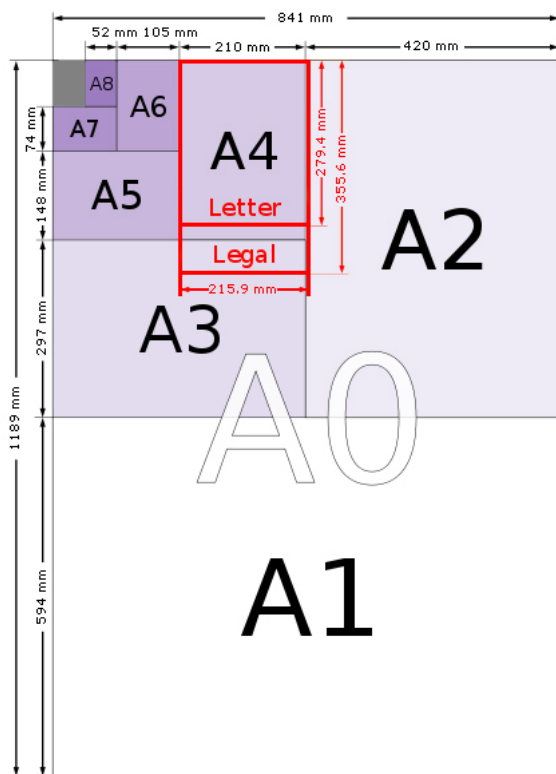 841 mm
52 mm 105 mm
210 mm
420 mm
A8
A6
A7
A4
74 mm
279.4 mm
355.6 mm
A5
148 mm
Letter
A2
Legal
215.9 mm
A3
297 mm
A0
1189 mm
A1
594 mm